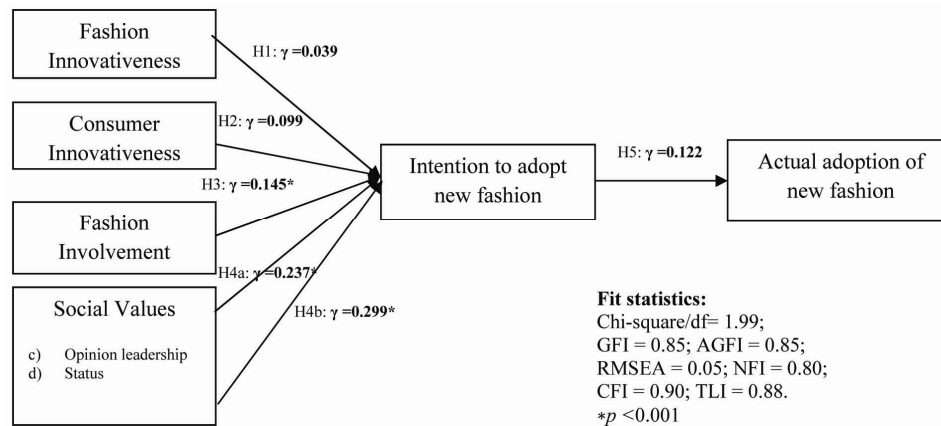 Fashion
Innovativeness
H1: γ =0.039
Consumer
Innovativeness
H2: γ =0.099
Intention to adopt
new fashion
H5: γ =0.122
Actual adoption of
new fashion
H3: γ =0.145*
Fashion
Involvement
H4a: γ =0.237*
Social Values
c) Opinion leadership
d) Status
H4b: γ =0.299*
Fit statistics:
Chi-square/df= 1.99;
GFI = 0.85; AGFI = 0.85;
RMSEA = 0.05; NFI = 0.80;
CFI = 0.90; TLI = 0.88.
*p <0.001